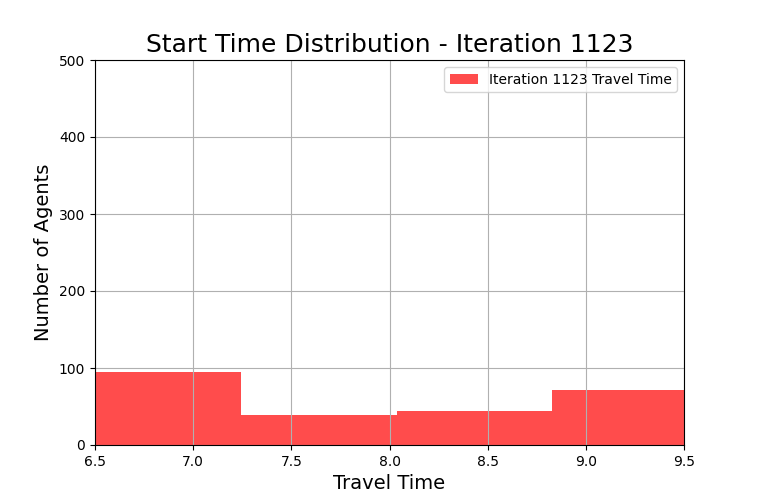 Start Time Distribution - Iteration 1123
Iteration 1123 Travel Time
Number of Agents
500
400
300
200
100
0
6.5 7.0 7.5 8.0 8.5 9.0 9.5
Travel Time